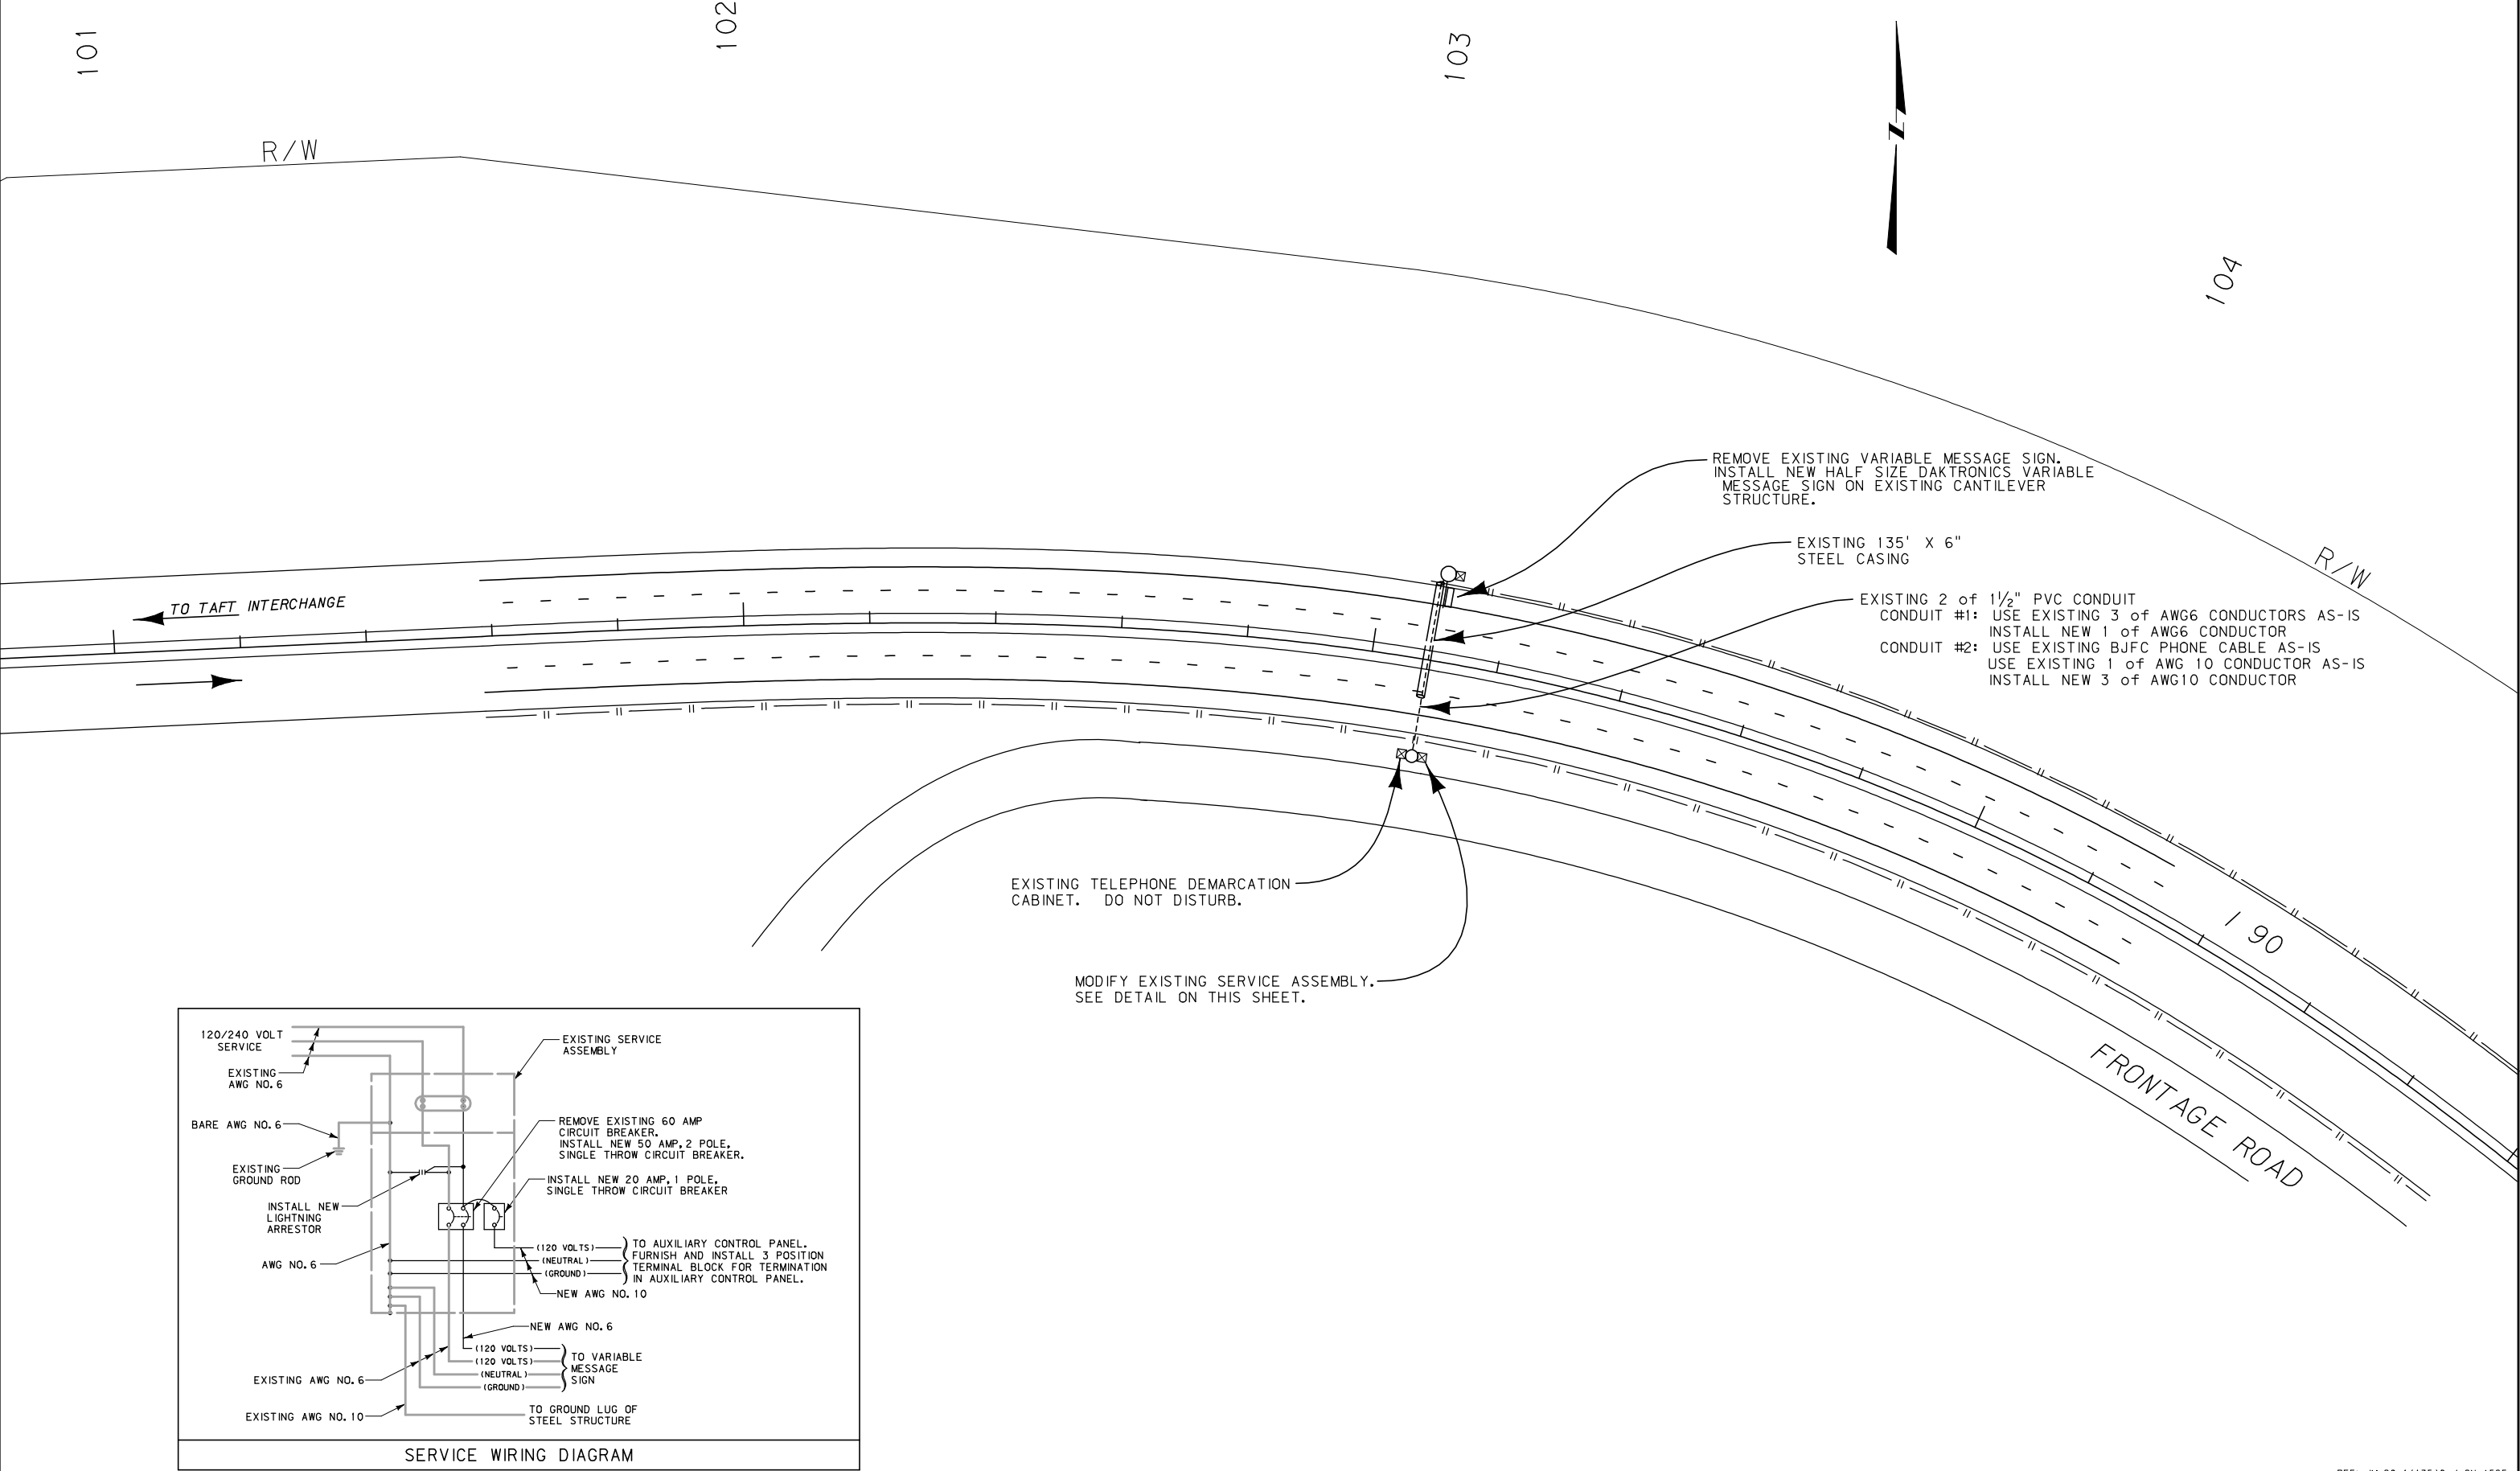 101
102
103
104
R/W
Z
REMOVE EXISTING VARIABLE MESSAGE SIGN.
INSTALL NEW HALF SIZE DAKTRONICS VARIABLE
MESSAGE SIGN ON EXISTING CANTILEVER
STRUCTURE.
EXISTING 135' X 6"
STEEL CASING
R/W
EXISTING 2 of 1½" PVC CONDUIT
CONDUIT #1: USE EXISTING 3 of AWG6 CONDUCTORS AS-IS
INSTALL NEW 1 of AWG6 CONDUCTOR
CONDUIT #2: USE EXISTING BJFC PHONE CABLE AS-IS
USE EXISTING 1 of AWG 10 CONDUCTOR AS-IS
INSTALL NEW 3 of AWG10 CONDUCTOR
TO TAFT INTERCHANGE
EXISTING TELEPHONE DEMARCATION
CABINET. DO NOT DISTURB.
I 90
MODIFY EXISTING SERVICE ASSEMBLY.
SEE DETAIL ON THIS SHEET.
FRONTAGE ROAD
120/240 VOLT
SERVICE
EXISTING
AWG NO.6
EXISTING SERVICE
ASSEMBLY
BARE AWG NO.6
REMOVE EXISTING 60 AMP
CIRCUIT BREAKER.
INSTALL NEW 50 AMP, 2 POLE,
SINGLE THROW CIRCUIT BREAKER.
EXISTING
GROUND ROD
INSTALL NEW 20 AMP, 1 POLE,
SINGLE THROW CIRCUIT BREAKER
INSTALL NEW
LIGHTNING
ARRESTOR
(120 VOLTS)
(NEUTRAL)
(GROUND)
TO AUXILIARY CONTROL PANEL.
FURNISH AND INSTALL 3 POSITION
TERMINAL BLOCK FOR TERMINATION
IN AUXILIARY CONTROL PANEL.
AWG NO.6
NEW AWG NO.10
NEW AWG NO.6
(120 VOLTS)
(120 VOLTS)
(NEUTRAL)
(GROUND)
TO VARIABLE
MESSAGE
SIGN
EXISTING AWG NO.6
EXISTING AWG NO.10
TO GROUND LUG OF
STEEL STRUCTURE
SERVICE WIRING DIAGRAM